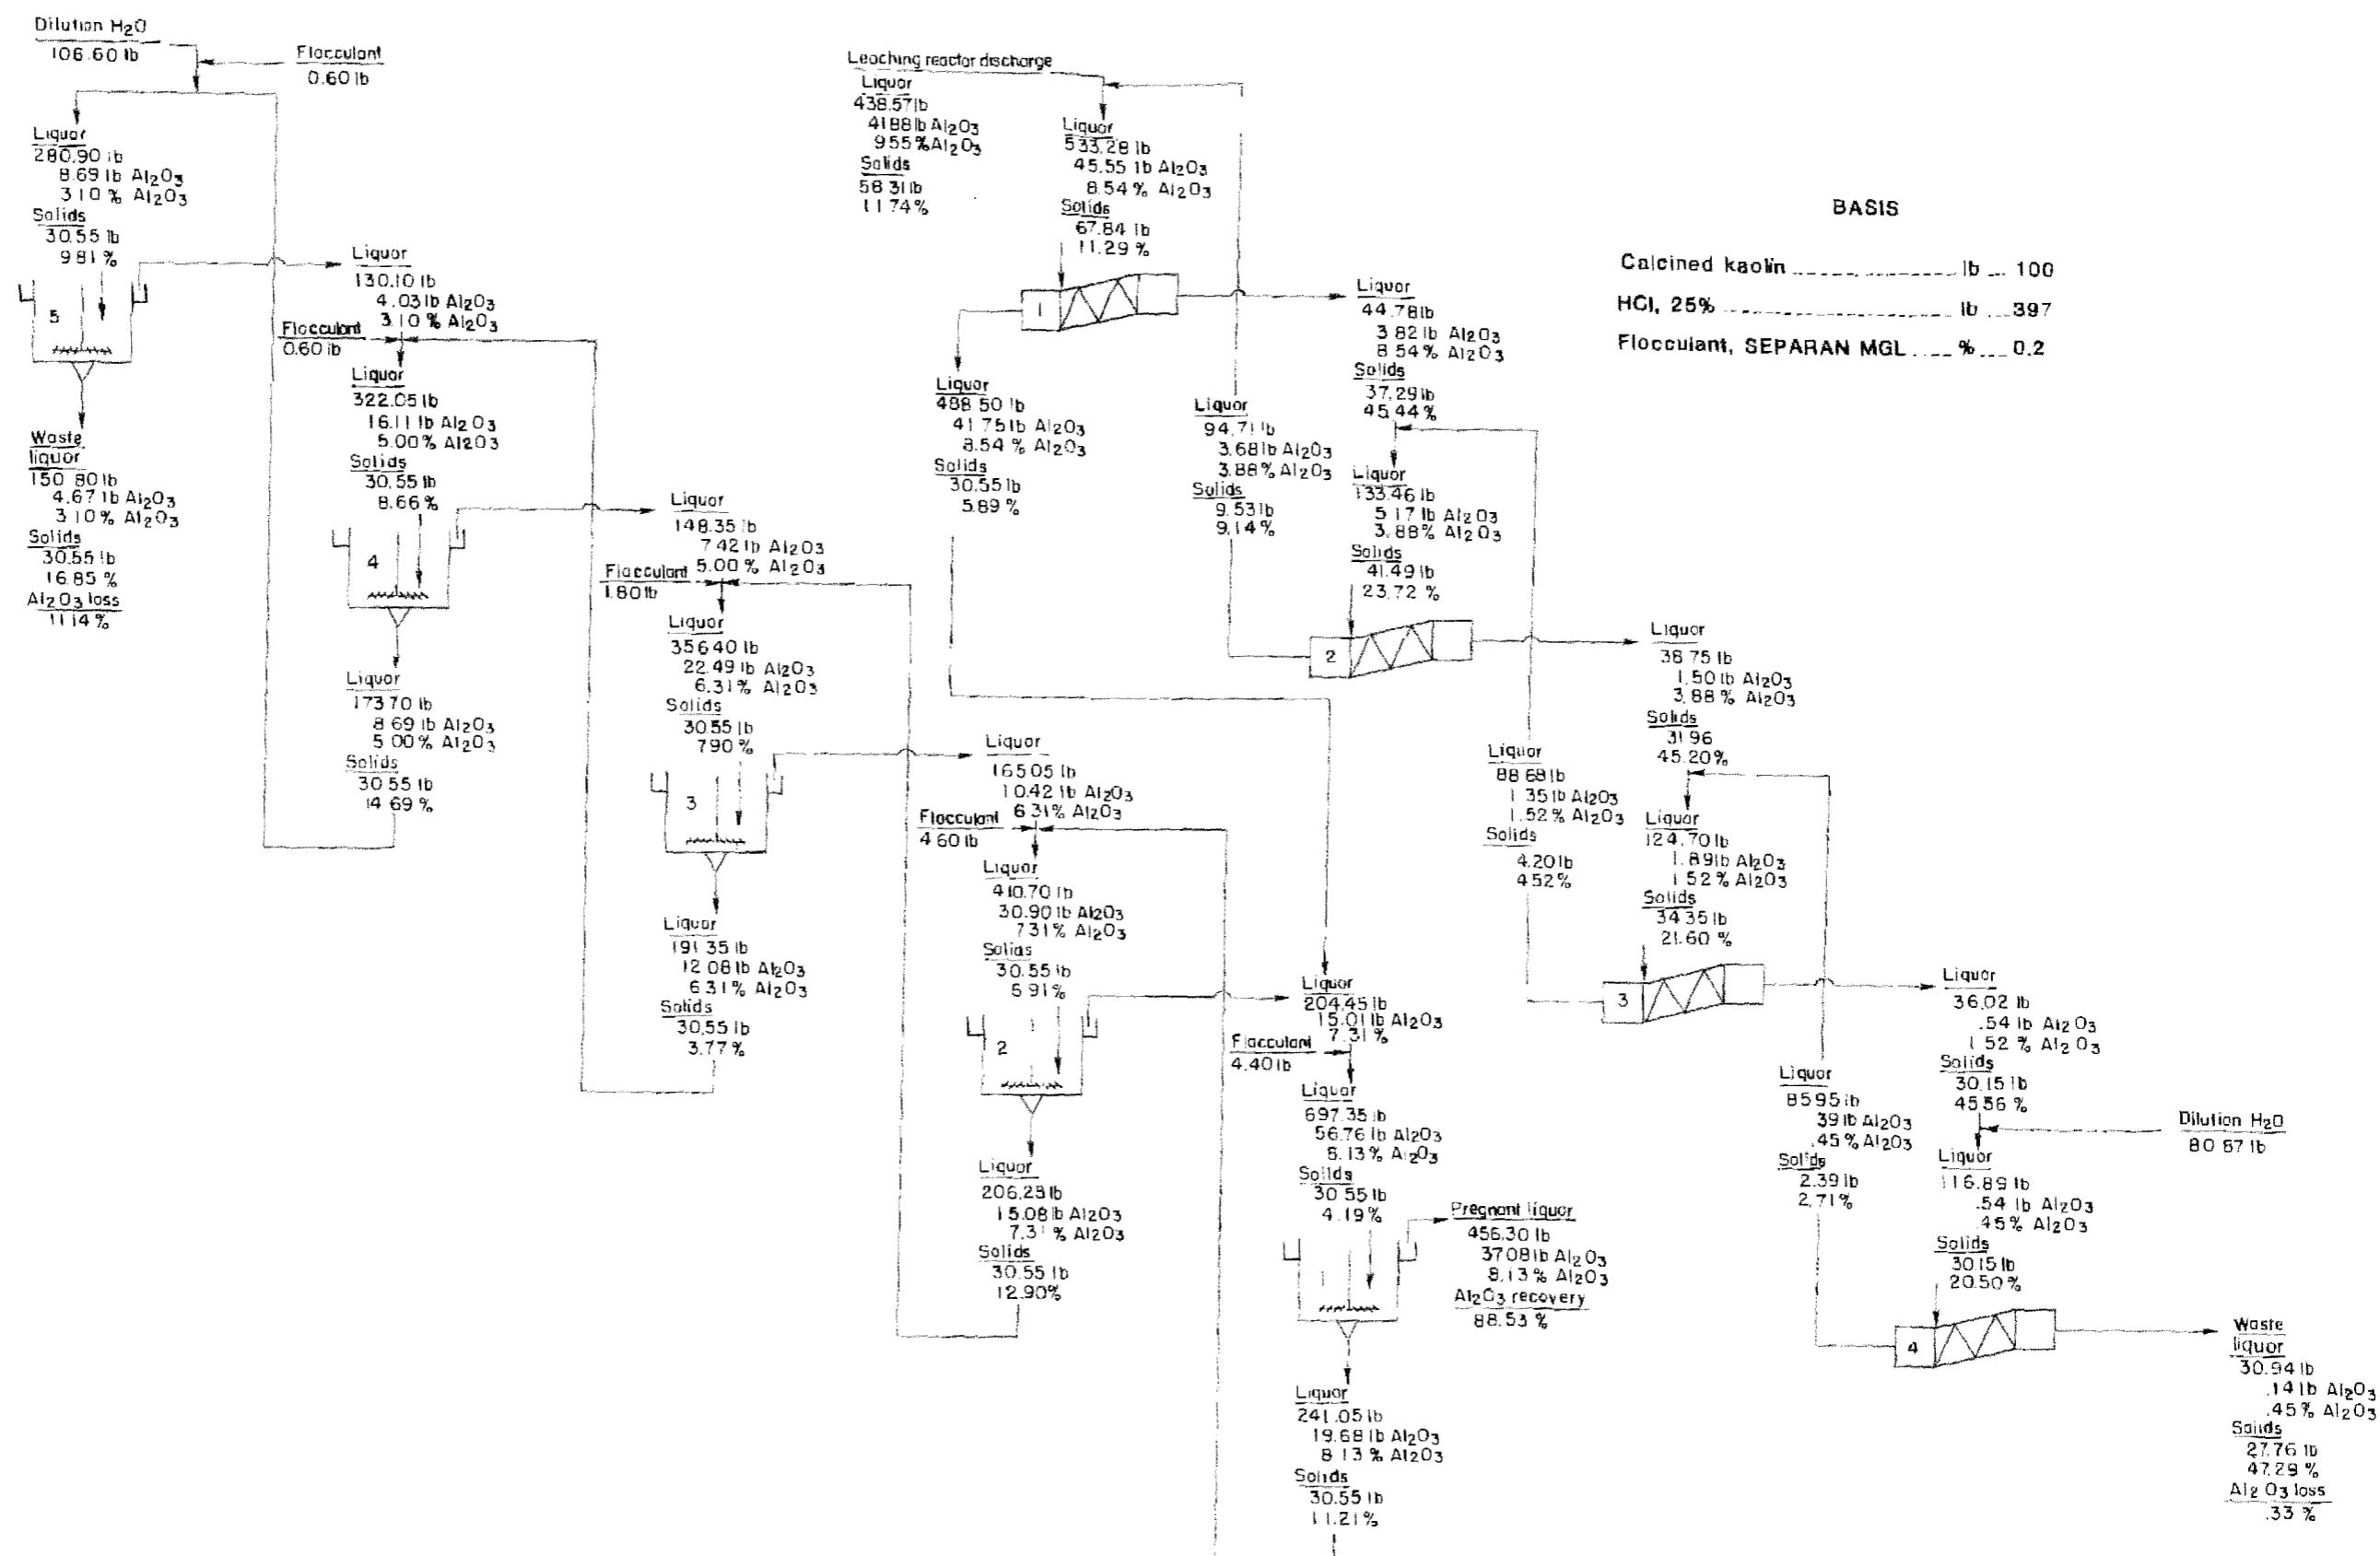 Dilution H2O
106.60 lb
Flocculant
0.60 lb
Liquor
280.90 lb
8.69 lb Al2O3
3 10 % Al2O3
Solids
30.55 lb
9 81 %
5
Waste
liquor
150 80 lb
4.67 lb Al2O3
3 10 % Al2O3
Solids
30.55 lb
16.85 %
Al2O3 loss
11 14 %
Liquor
130.10 lb
4.03 lb Al2O3
3.10 % Al2O3
Flocculant
0.60 lb
Liquor
322.05 lb
16.11 lb Al2O3
5.00 % Al2O3
Solids
30.55 lb
8.66 %
4
Liquor
173 70 lb
8 69 lb Al2O3
5 00 % Al2O3
Solids
30 55 lb
14 69 %
Liquor
148.35 lb
7 42 lb Al2O3
5.00 % Al2O3
Flocculant
1.80 lb
Liquor
356 40 lb
22.49 lb Al2O3
6.31 % Al2O3
Solids
30.55 lb
7 90 %
3
Liquor
191 35 lb
12 08 lb Al2O3
6 31 % Al2O3
Solids
30,55 lb
3.77 %
Liquor
165 05 lb
10.42 lb Al2O3
6 31 % Al2O3
Flocculant
4 60 lb
Liquor
410.70 lb
30.90 lb Al2O3
7 31 % Al2O3
Solids
30.55 lb
6 91 %
2
Liquor
206.29 lb
15.08 lb Al2O3
7.31 % Al2O3
Solids
30.55 lb
12.90 %
Leaching reactor discharge
Liquor
438.57 lb
41 88 lb Al2O3
9 55 % Al2O3
Solids
58 31 lb
11 74 %
Liquor
533.28 lb
45.55 lb Al2O3
8.54 % Al2O3
Solids
67.84 lb
11.29 %
1
Liquor
488 50 lb
41 75 lb Al2O3
8.54 % Al2O3
Solids
30.55 lb
5.89 %
Liquor
94.71 lb
3.68 lb Al2O3
3.88 % Al2O3
Solids
9.53 lb
9.14 %
Liquor
44.78 lb
3 82 lb Al2O3
8 54 % Al2O3
Solids
37.29 lb
45.44 %
Liquor
133.46 lb
5 17 lb Al2O3
3.88 % Al2O3
Solids
41.49 lb
23.72 %
2
Liquor
38 75 lb
1.50 lb Al2O3
3.88 % Al2O3
Solids
31 96
45.20 %
Liquor
88 68 lb
1 35 lb Al2O3
1.52 % Al2O3
Solids
4.20 lb
4 52 %
Liquor
124.70 lb
1.89 lb Al2O3
1 52 % Al2O3
Solids
34 35 lb
21.60 %
3
Liquor
36.02 lb
.54 lb Al2O3
1 52 % Al2O3
Solids
30.15 lb
45 56 %
Dilution H2O
80 87 lb
Liquor
85 95 lb
39 lb Al2O3
.45 % Al2O3
Solids
2.39 lb
2.71 %
Liquor
116.89 lb
.54 lb Al2O3
.45 % Al2O3
Solids
30.15 lb
20.50 %
4
Waste
liquor
30.94 lb
.14 lb Al2O3
.45 % Al2O3
Solids
27.76 lb
47.29 %
Al2O3 loss
.33 %
Liquor
204.45 lb
15.01 lb Al2O3
7.31 %
Flocculant
4.40 lb
Liquor
697.35 lb
56.76 lb Al2O3
8.13 % Al2O3
Solids
30 55 lb
4.19 %
1
Pregnant liquor
456.30 lb
37 08 lb Al2O3
8.13 % Al2O3
Al2O3 recovery
88.53 %
Liquor
241.05 lb
19.68 lb Al2O3
8 13 % Al2O3
Solids
30.55 lb
11.21 %
BASIS
Calcined kaolin lb 100
HCl, 25% lb 397
Flocculant, SEPARAN MGL % 0.2